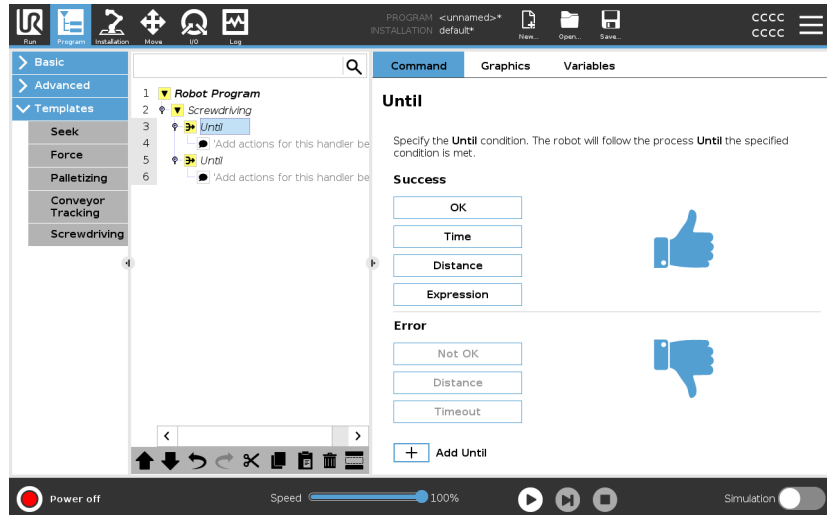 PROGRAM <unnamed>*
INSTALLATION default*
CCCC
CCCC
UR
Run
Program
Installation
Move
I/O
Log
New...
Open...
Save...
Basic
Advanced
Templates
Seek
Force
Palletizing
Conveyor
Tracking
Screwdriving
1 Robot Program
2 Screwdriving
3 Until
4 'Add actions for this handler be
5 Until
6 'Add actions for this handler be
Command Graphics Variables
Until
Specify the Until condition. The robot will follow the process Until the specified
condition is met.
Success
OK
Time
Distance
Expression
Error
Not OK
Distance
Timeout
Add Until
Power off
Speed 100%
Simulation